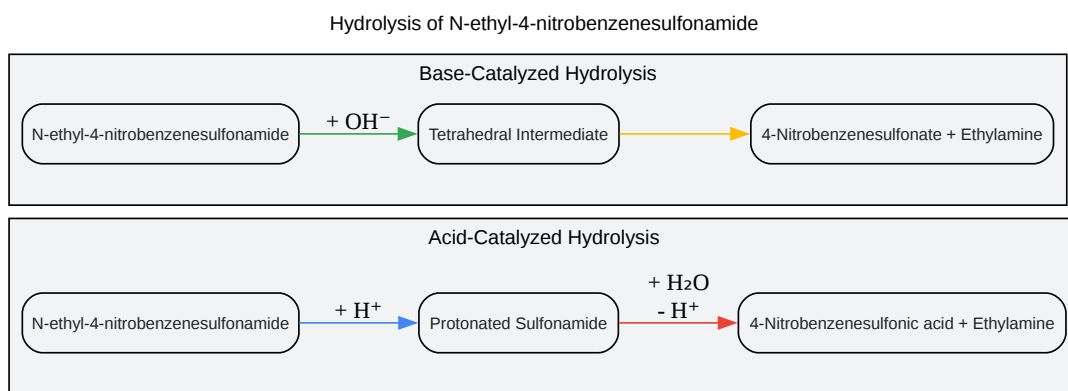 Hydrolysis of N-ethyl-4-nitrobenzenesulfonamide
Base-Catalyzed Hydrolysis
N-ethyl-4-nitrobenzenesulfonamide
+ OH⁻
Tetrahedral Intermediate
4-Nitrobenzenesulfonate + Ethylamine
Acid-Catalyzed Hydrolysis
N-ethyl-4-nitrobenzenesulfonamide
+ H⁺
Protonated Sulfonamide
+ H₂O
- H⁺
4-Nitrobenzenesulfonic acid + Ethylamine